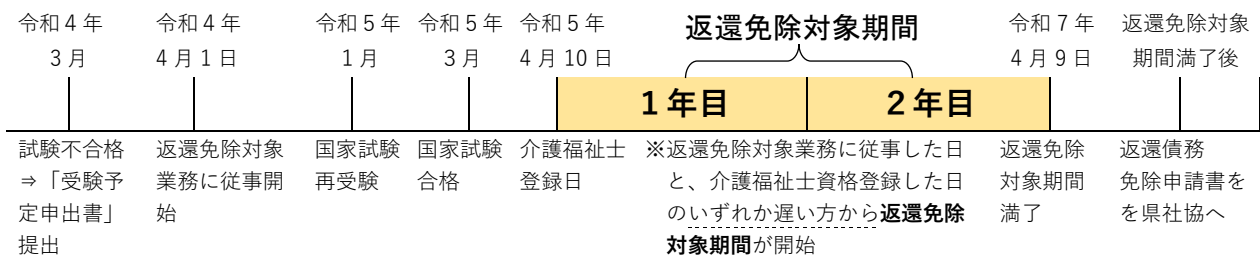 令和4年
3月
令和4年
4月1日
令和5年
1月
令和5年
3月
令和5年
4月10日
返還免除対象期間
令和7年
4月9日
返還免除対象
期間満了後
1年目
2年目
試験不合格
⇒「受験予
定申出書」
提出
返還免除対象
業務に従事開
始
国家試験
再受験
国家試験
合格
介護福祉士
登録日
※返還免除対象業務に従事した日
と、介護福祉士資格登録した日
のいずれか遅い方から返還免除
対象期間が開始
返還免除
対象期間
満了
返還債務
免除申請書を
を県社協へ